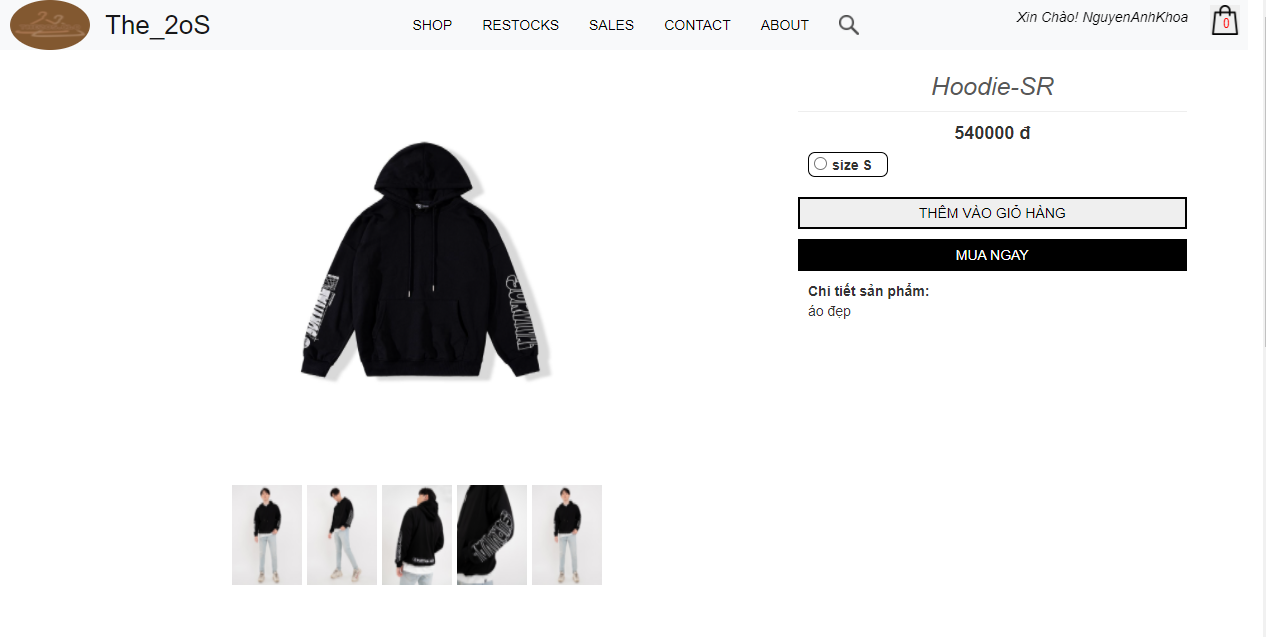 The_2oS
SHOP RESTOCKS SALES CONTACT ABOUT
Xin Chào! NguyenAnhKhoa
0
Hoodie-SR
540000 đ
size S
THÊM VÀO GIỎ HÀNG
MUA NGAY
Chi tiết sản phẩm:
áo đẹp